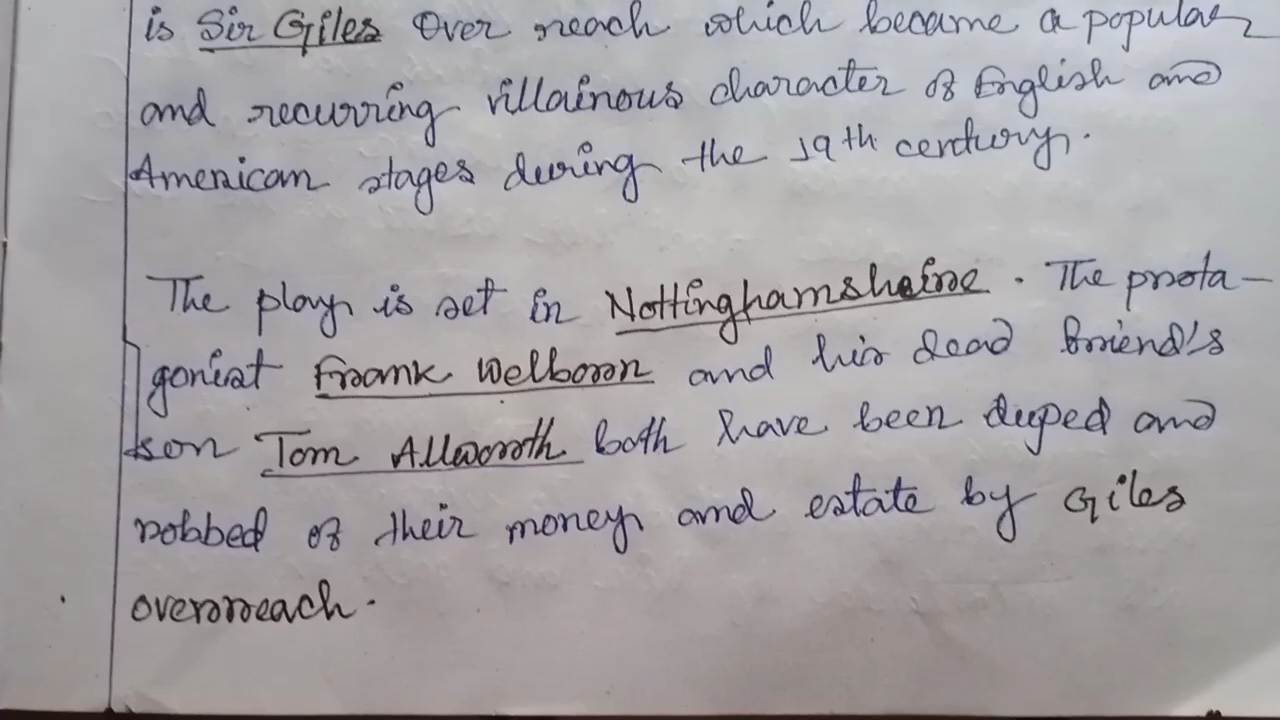 is Sir Giles Over reach which became a popular
and recurring villainous character of English and
American stages during the 19th century.
The play is set in Nottinghamsheire. The prota-
gonist Frank Welborn and his dead friend's
son Tom Allworth both have been duped and
robbed of their money and estate by Giles
overreach.